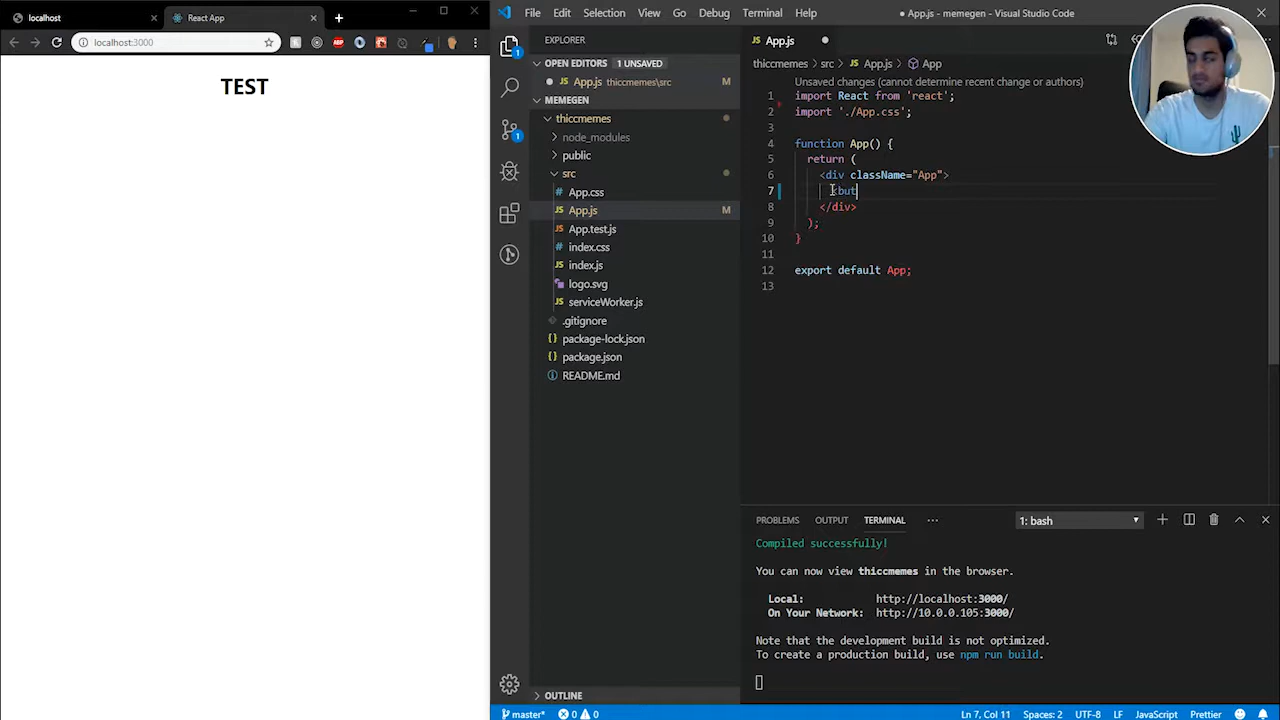 localhost
React App
localhost:3000
TEST
File Edit Selection View Go Debug Terminal Help
App.js - memegen - Visual Studio Code
OPEN EDITORS 1 UNSAVED
App.js thiccmemes\src M
MEMEGEN
thiccmemes
node_modules
public
src
App.css
App.js M
App.test.js
index.css
index.js
logo.svg
serviceWorker.js
.gitignore
package-lock.json
package.json
README.md
OUTLINE
App.js
thiccmemes > src > App.js > App
Unsaved changes (cannot determine recent change or authors)
1 import React from 'react';
2 import './App.css';
3
4 function App() {
5 return (
6 <div className="App">
7 <but
8 </div>
9 );
10 }
11
12 export default App;
13
PROBLEMS OUTPUT TERMINAL ... 1: bash
Compiled successfully!
You can now view thiccmemes in the browser.
Local: http://localhost:3000/
On Your Network: http://10.0.0.105:3000/
Note that the development build is not optimized.
To create a production build, use npm run build.
master* 0 0 Ln 7, Col 11 Spaces: 2 UTF-8 LF JavaScript Prettier